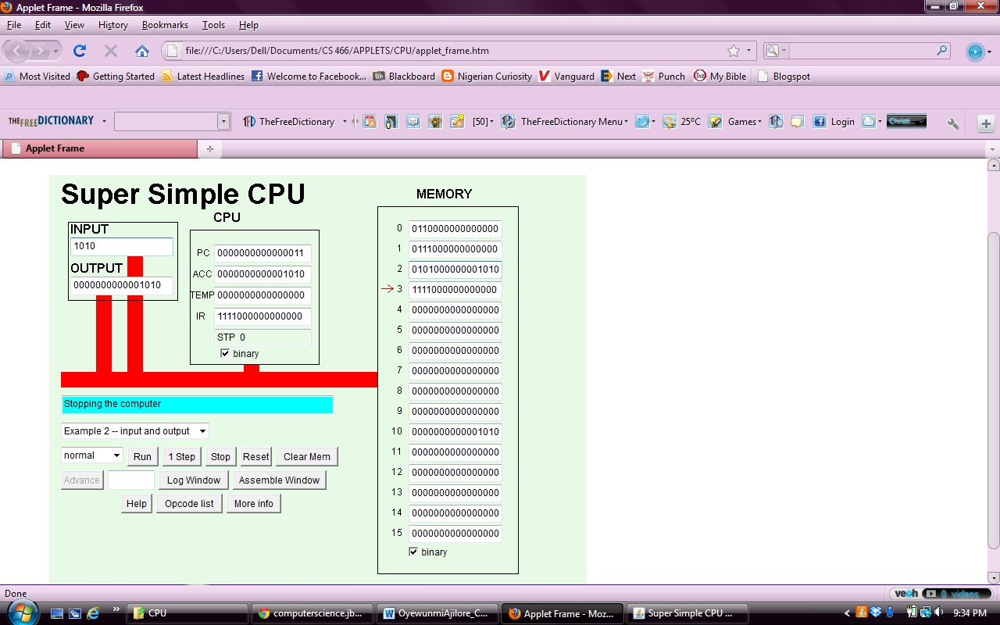 Applet Frame - Mozilla Firefox
File Edit View History Bookmarks Tools Help
file:///C:/Users/Dell/Documents/CS 466/APPLETS/CPU/applet_frame.htm
Most Visited Getting Started Latest Headlines Welcome to Facebook... Bb Blackboard Nigerian Curiosity Vanguard Next Punch My Bible Blogspot
THEFREEDICTIONARY TheFreeDictionary [50] TheFreeDictionary Menu 25°C Games Login
Applet Frame
Super Simple CPU
CPU
INPUT
1010
OUTPUT
0000000000001010
PC 0000000000000011
ACC 0000000000001010
TEMP 0000000000000000
IR 1111000000000000
STP 0
binary
Stopping the computer
Example 2 -- input and output
normal Run 1 Step Stop Reset Clear Mem
Advance Log Window Assemble Window
Help Opcode list More info
MEMORY
0 0110000000000000
1 0111000000000000
2 0101000000001010
3 1111000000000000
4 0000000000000000
5 0000000000000000
6 0000000000000000
7 0000000000000000
8 0000000000000000
9 0000000000000000
10 0000000000001010
11 0000000000000000
12 0000000000000000
13 0000000000000000
14 0000000000000000
15 0000000000000000
binary
Done veoh 0 videos
CPU computerscience.jb... OyewunmiAjilore_C... Applet Frame - Moz... Super Simple CPU ... 9:34 PM